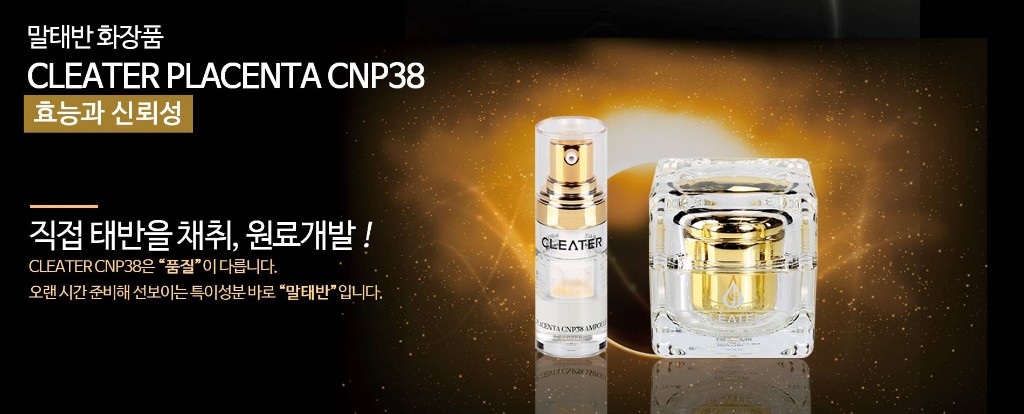 말태반 화장품
CLEATER PLACENTA CNP38
효능과 신뢰성
직접 태반을 채취, 원료개발 !
CLEATER CNP38은 “품질”이 다릅니다.
오랜 시간 준비해 선보이는 특이성분 바로 “말태반”입니다.
CLEATER
PLACENTA CNP38 AMPOULE
CLEATER